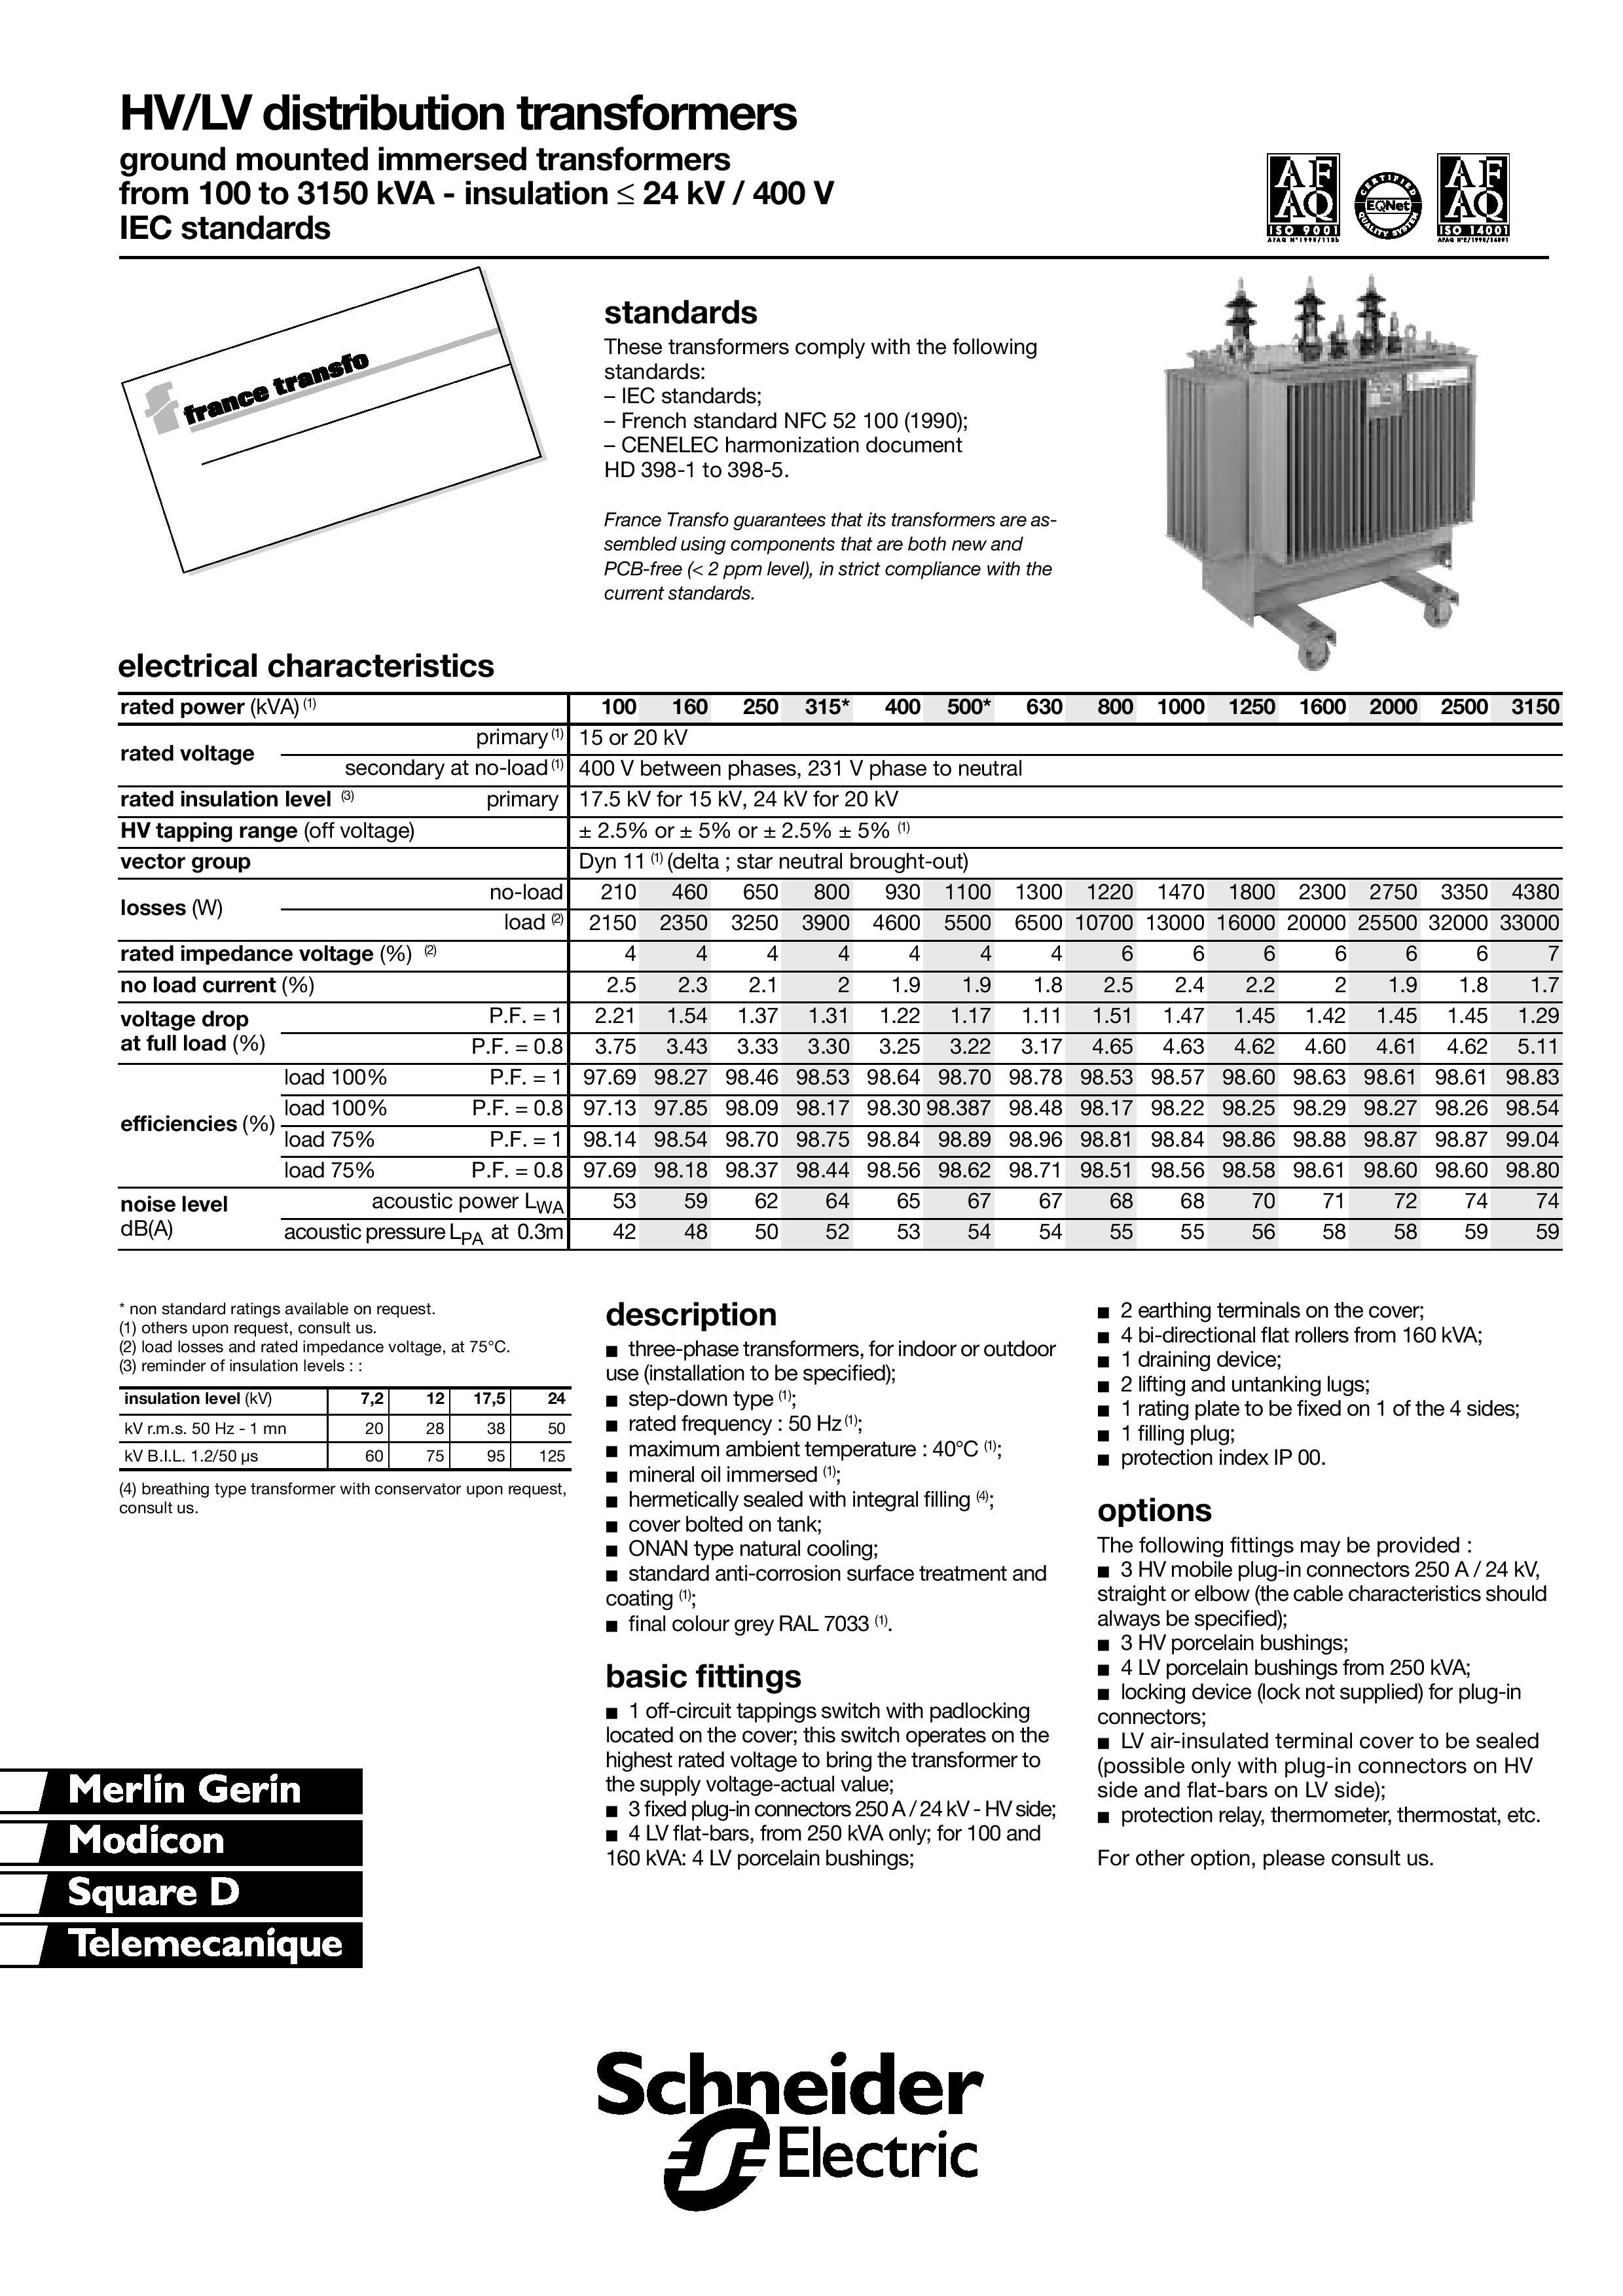 HV/LV distribution transformers
ground mounted immersed transformers
from 100 to 3150 kVA - insulation ≤ 24 kV / 400 V
IEC standards
AF AQ
ISO 9001
CERTIFIED
EQNet
QUALITY SYSTEM
AF AQ
ISO 14001
france transfo
standards
These transformers comply with the following
standards:
– IEC standards;
– French standard NFC 52 100 (1990);
– CENELEC harmonization document
HD 398-1 to 398-5.
France Transfo guarantees that its transformers are as-
sembled using components that are both new and
PCB-free (< 2 ppm level), in strict compliance with the
current standards.
electrical characteristics
rated power (kVA) (1) 100 160 250 315* 400 500* 630 800 1000 1250 1600 2000 2500 3150
rated voltage primary (1) 15 or 20 kV
secondary at no-load (1) 400 V between phases, 231 V phase to neutral
rated insulation level (3) primary 17.5 kV for 15 kV, 24 kV for 20 kV
HV tapping range (off voltage) ± 2.5% or ± 5% or ± 2.5% ± 5% (1)
vector group Dyn 11 (1) (delta ; star neutral brought-out)
losses (W) no-load 210 460 650 800 930 1100 1300 1220 1470 1800 2300 2750 3350 4380
load (2) 2150 2350 3250 3900 4600 5500 6500 10700 13000 16000 20000 25500 32000 33000
rated impedance voltage (%) (2) 4 4 4 4 4 4 4 6 6 6 6 6 6 7
no load current (%) 2.5 2.3 2.1 2 1.9 1.9 1.8 2.5 2.4 2.2 2 1.9 1.8 1.7
voltage drop at full load (%) P.F. = 1 2.21 1.54 1.37 1.31 1.22 1.17 1.11 1.51 1.47 1.45 1.42 1.45 1.45 1.29
P.F. = 0.8 3.75 3.43 3.33 3.30 3.25 3.22 3.17 4.65 4.63 4.62 4.60 4.61 4.62 5.11
efficiencies (%) load 100% P.F. = 1 97.69 98.27 98.46 98.53 98.64 98.70 98.78 98.53 98.57 98.60 98.63 98.61 98.61 98.83
load 100% P.F. = 0.8 97.13 97.85 98.09 98.17 98.30 98.387 98.48 98.17 98.22 98.25 98.29 98.27 98.26 98.54
load 75% P.F. = 1 98.14 98.54 98.70 98.75 98.84 98.89 98.96 98.81 98.84 98.86 98.88 98.87 98.87 99.04
load 75% P.F. = 0.8 97.69 98.18 98.37 98.44 98.56 98.62 98.71 98.51 98.56 98.58 98.61 98.60 98.60 98.80
noise level dB(A) acoustic power LWA 53 59 62 64 65 67 67 68 68 70 71 72 74 74
acoustic pressure LPA at 0.3m 42 48 50 52 53 54 54 55 55 56 58 58 59 59
* non standard ratings available on request.
(1) others upon request, consult us.
(2) load losses and rated impedance voltage, at 75°C.
(3) reminder of insulation levels : :
insulation level (kV) 7,2 12 17,5 24
kV r.m.s. 50 Hz - 1 mn 20 28 38 50
kV B.I.L. 1.2/50 µs 60 75 95 125
(4) breathing type transformer with conservator upon request,
consult us.
description
■ three-phase transformers, for indoor or outdoor
use (installation to be specified);
■ step-down type (1);
■ rated frequency : 50 Hz (1);
■ maximum ambient temperature : 40°C (1);
■ mineral oil immersed (1);
■ hermetically sealed with integral filling (4);
■ cover bolted on tank;
■ ONAN type natural cooling;
■ standard anti-corrosion surface treatment and
coating (1);
■ final colour grey RAL 7033 (1).
basic fittings
■ 1 off-circuit tappings switch with padlocking
located on the cover; this switch operates on the
highest rated voltage to bring the transformer to
the supply voltage-actual value;
■ 3 fixed plug-in connectors 250 A / 24 kV - HV side;
■ 4 LV flat-bars, from 250 kVA only; for 100 and
160 kVA: 4 LV porcelain bushings;
■ 2 earthing terminals on the cover;
■ 4 bi-directional flat rollers from 160 kVA;
■ 1 draining device;
■ 2 lifting and untanking lugs;
■ 1 rating plate to be fixed on 1 of the 4 sides;
■ 1 filling plug;
■ protection index IP 00.
options
The following fittings may be provided :
■ 3 HV mobile plug-in connectors 250 A / 24 kV,
straight or elbow (the cable characteristics should
always be specified);
■ 3 HV porcelain bushings;
■ 4 LV porcelain bushings from 250 kVA;
■ locking device (lock not supplied) for plug-in
connectors;
■ LV air-insulated terminal cover to be sealed
(possible only with plug-in connectors on HV
side and flat-bars on LV side);
■ protection relay, thermometer, thermostat, etc.
For other option, please consult us.
Merlin Gerin
Modicon
Square D
Telemecanique
Schneider
Electric